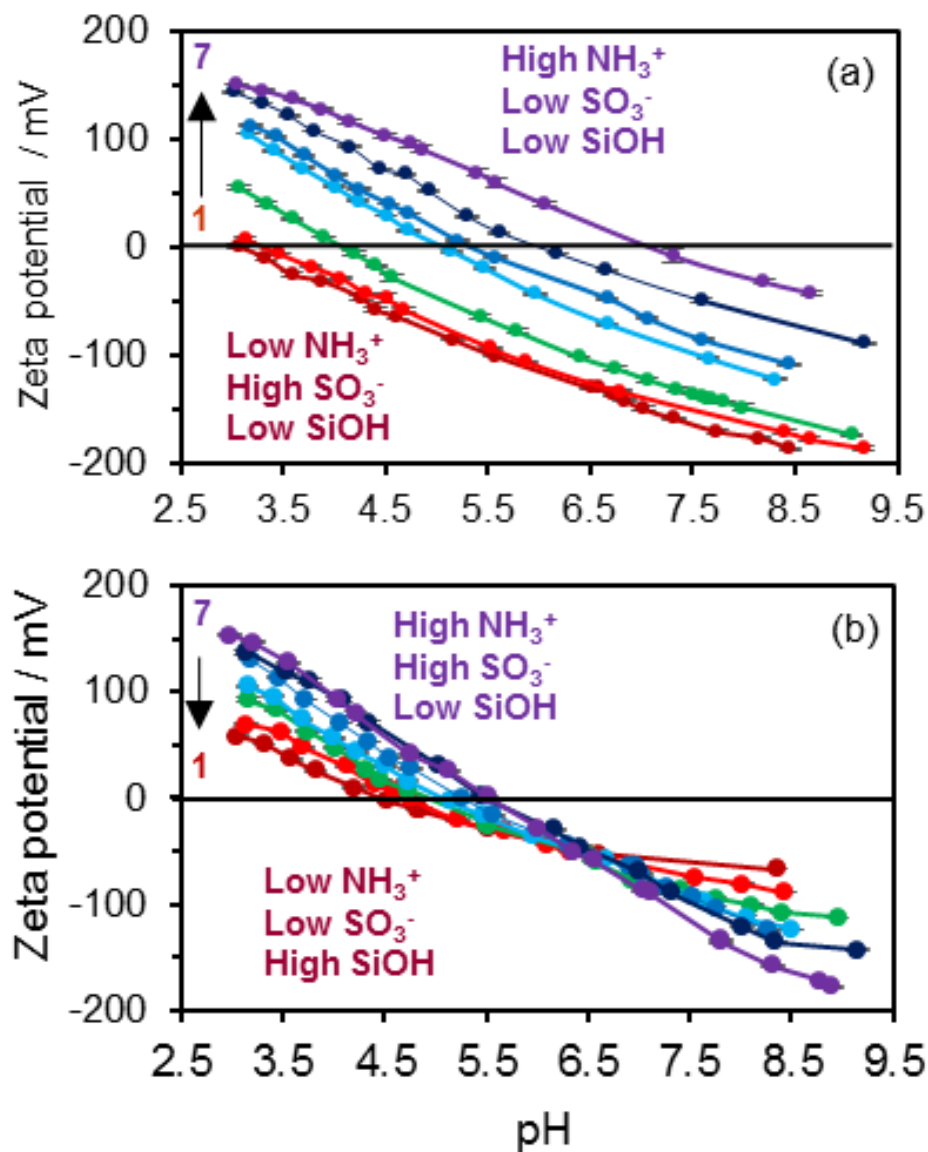 200
7
High NH₃⁺
(a)
100
Low SO₃⁻
Low SiOH
1
0
Zeta potential / mV
Low NH₃⁺
-100
High SO₃⁻
Low SiOH
-200
2.5 3.5 4.5 5.5 6.5 7.5 8.5 9.5
200
7
High NH₃⁺
(b)
High SO₃⁻
100
Low SiOH
1
0
Zeta potential / mV
Low NH₃⁺
-100
Low SO₃⁻
High SiOH
-200
2.5 3.5 4.5 5.5 6.5 7.5 8.5 9.5
pH